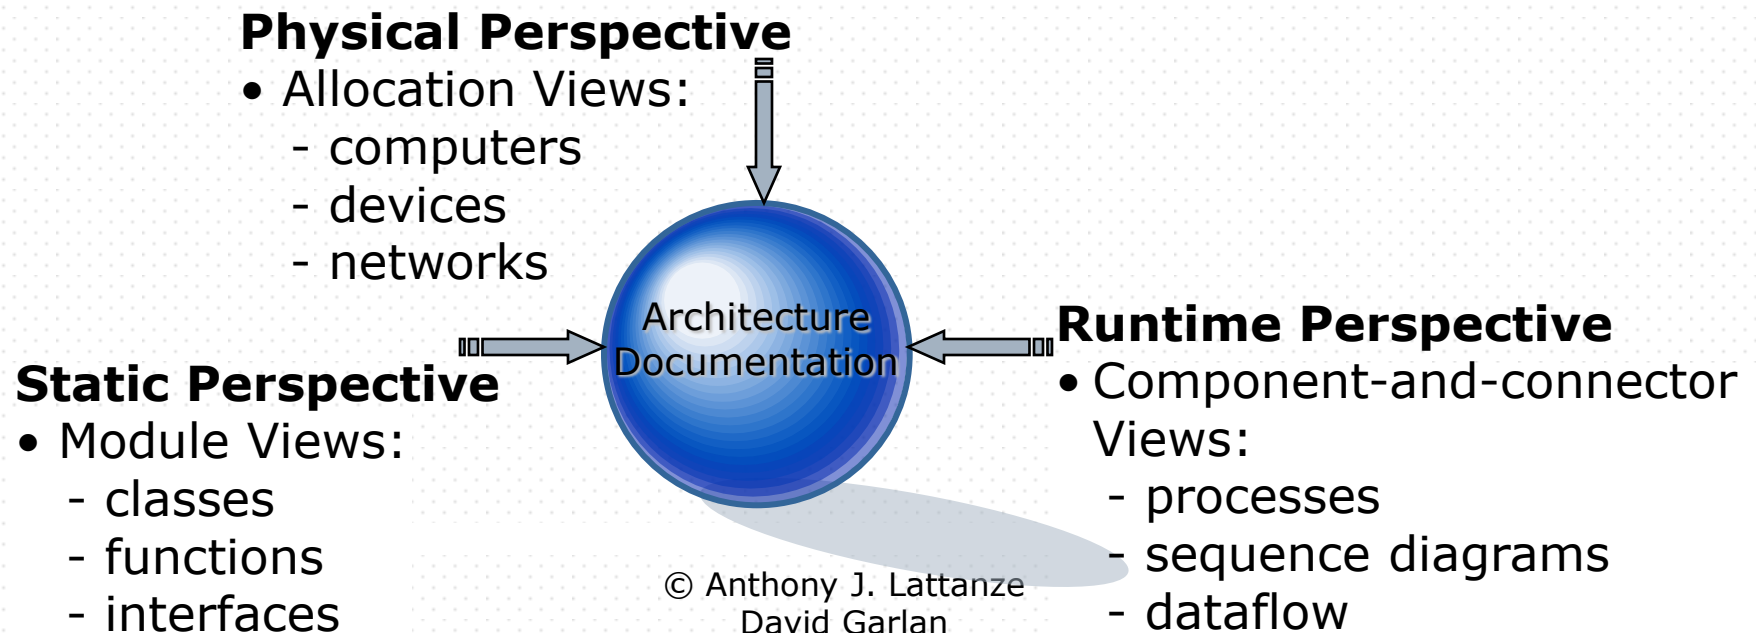 Physical Perspective
• Allocation Views:
- computers
- devices
- networks
Architecture
Documentation
Static Perspective
• Module Views:
- classes
- functions
- interfaces
Runtime Perspective
• Component-and-connector
Views:
- processes
- sequence diagrams
- dataflow
© Anthony J. Lattanze
David Garlan